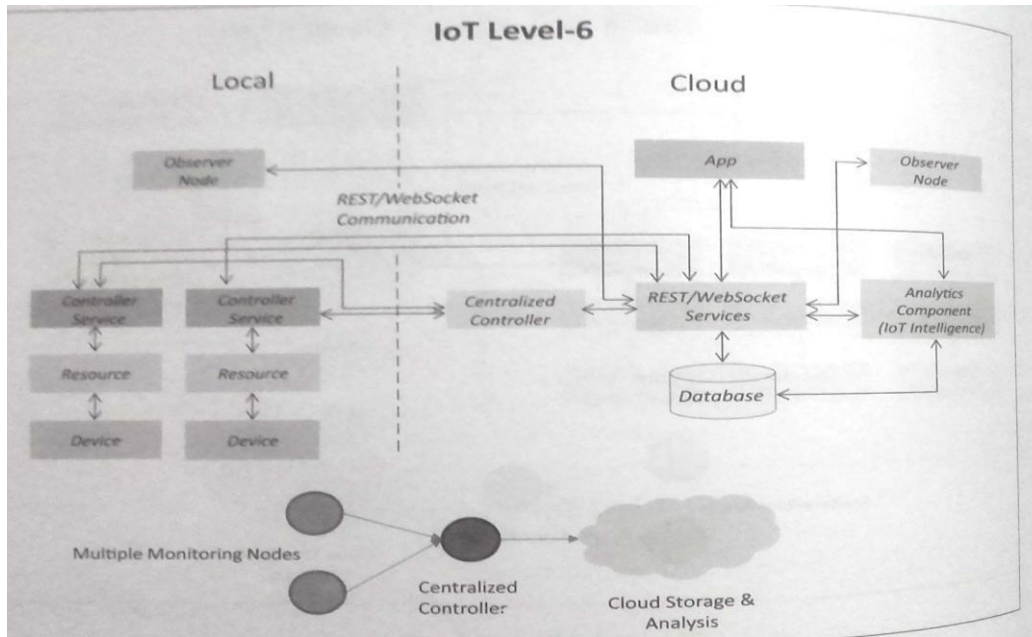 IoT Level-6
Local
Cloud
Observer
Node
App
Observer
Node
REST/WebSocket
Communication
Controller
Service
Controller
Service
Centralized
Controller
REST/WebSocket
Services
Analytics
Component
(IoT Intelligence)
Resource
Resource
Database
Device
Device
Multiple Monitoring Nodes
Centralized
Controller
Cloud Storage &
Analysis